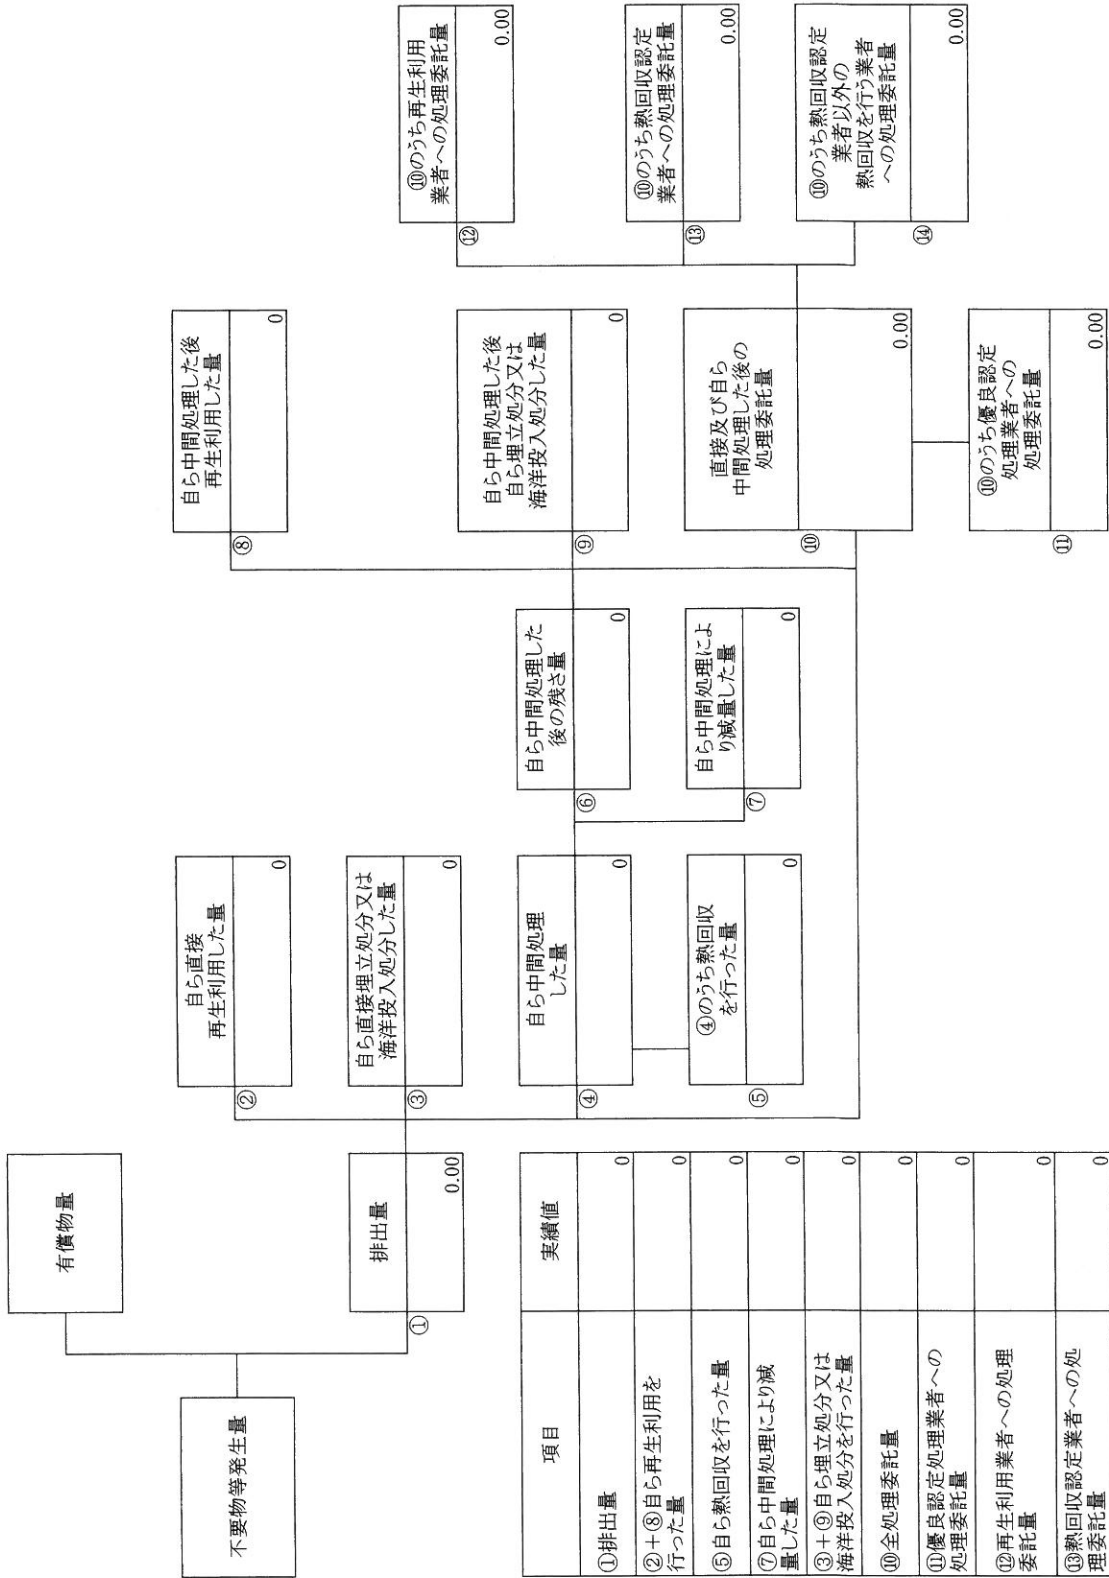 不要物等発生量
有償物量
①
排出量
0.00
②
自ら直接
再生利用した量
0
③
自ら直接埋立処分又は
海洋投入処分した量
0
④
自ら中間処理
した量
0
⑤
④のうち熱回収
を行った量
0
⑥
自ら中間処理した
後の残さ量
0
⑦
自ら中間処理によ
り減量した量
0
⑧
自ら中間処理した後
再生利用した量
0
⑨
自ら中間処理した後
自ら埋立処分又は
海洋投入処分した量
0
⑩
直接及び自ら
中間処理した後の
処理委託量
0.00
⑪
⑩のうち優良認定
処理業者への
処理委託量
0.00
⑫
⑩のうち再生利用
業者への処理委託量
0.00
⑬
⑩のうち熱回収認定
業者への処理委託量
0.00
⑭
⑩のうち熱回収認定
業者以外の
熱回収を行う業者
への処理委託量
0.00
項目 実績値
①排出量 0
②+⑧自ら再生利用を
行った量 0
⑤自ら熱回収を行った量 0
⑦自ら中間処理により減
量した量 0
③+⑨自ら埋立処分又は
海洋投入処分を行った量 0
⑩全処理委託量 0
⑪優良認定処理業者への
処理委託量 0
⑫再生利用業者への処理
委託量 0
⑬熱回収認定業者への処
理委託量 0